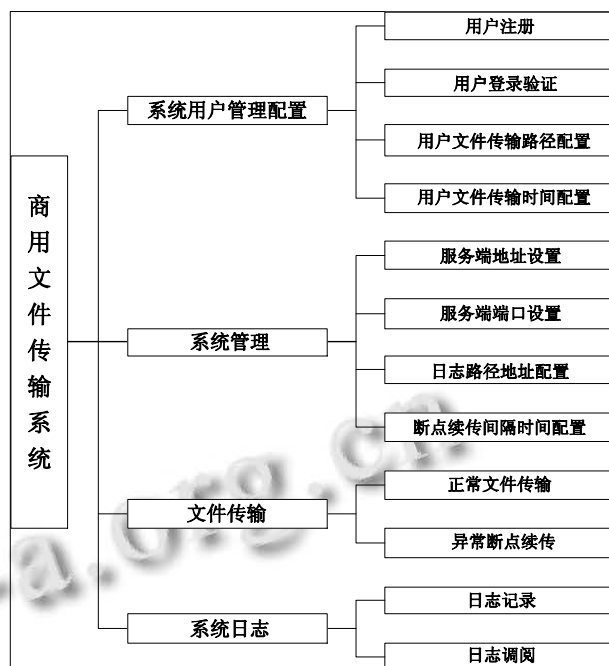 商用文件传输系统
系统用户管理配置
用户注册
用户登录验证
用户文件传输路径配置
用户文件传输时间配置
系统管理
服务端地址设置
服务端端口设置
日志路径地址配置
断点续传间隔时间配置
文件传输
正常文件传输
异常断点续传
系统日志
日志记录
日志调阅
a.org.cn